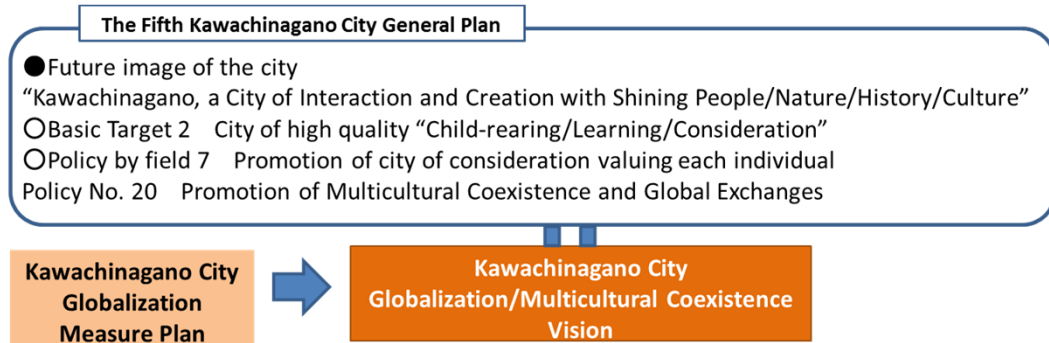 The Fifth Kawachinagano City General Plan
●Future image of the city
“Kawachinagano, a City of Interaction and Creation with Shining People/Nature/History/Culture”
○Basic Target 2 City of high quality “Child-rearing/Learning/Consideration”
○Policy by field 7 Promotion of city of consideration valuing each individual
Policy No. 20 Promotion of Multicultural Coexistence and Global Exchanges
Kawachinagano City
Globalization
Measure Plan
Kawachinagano City
Globalization/Multicultural Coexistence
Vision